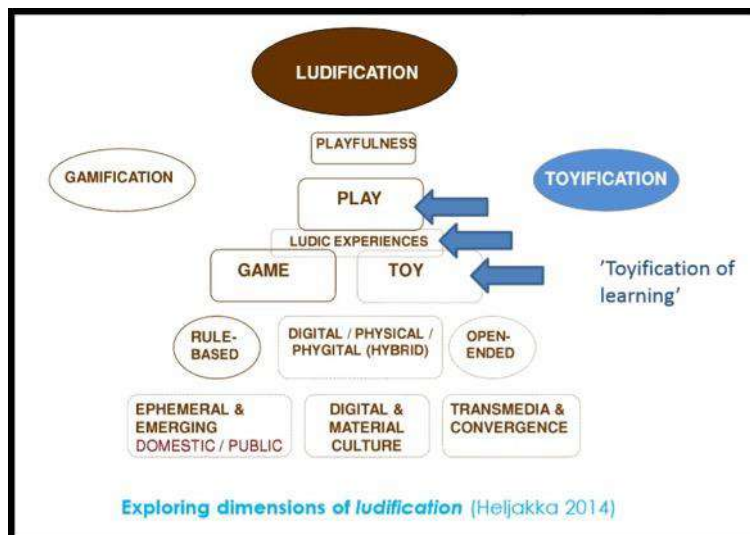 LUDIFICATION
PLAYFULNESS
GAMIFICATION
TOYIFICATION
PLAY
LUDIC EXPERIENCES
GAME
TOY
'Toyification of
learning'
RULE-
BASED
DIGITAL / PHYSICAL /
PHYGITAL (HYBRID)
OPEN-
ENDED
EPHEMERAL &
EMERGING
DOMESTIC / PUBLIC
DIGITAL &
MATERIAL
CULTURE
TRANSMEDIA &
CONVERGENCE
Exploring dimensions of ludification (Heljakka 2014)